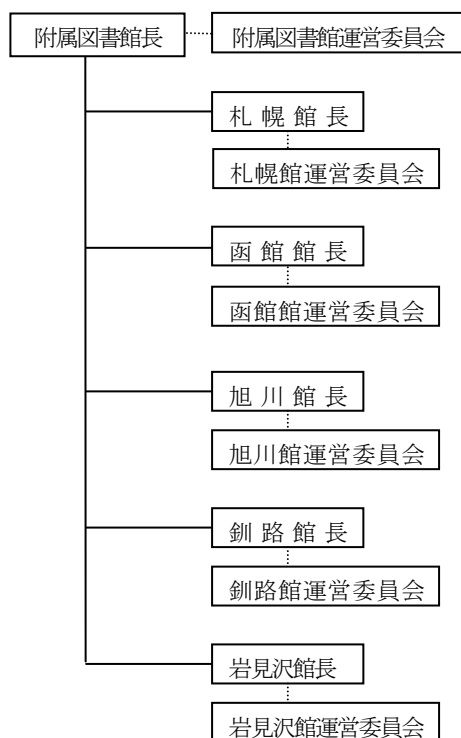 附属図書館長
附属図書館運営委員会
札幌館長
札幌館運営委員会
函館館長
函館館運営委員会
旭川館長
旭川館運営委員会
釧路館長
釧路館運営委員会
岩見沢館長
岩見沢館運営委員会